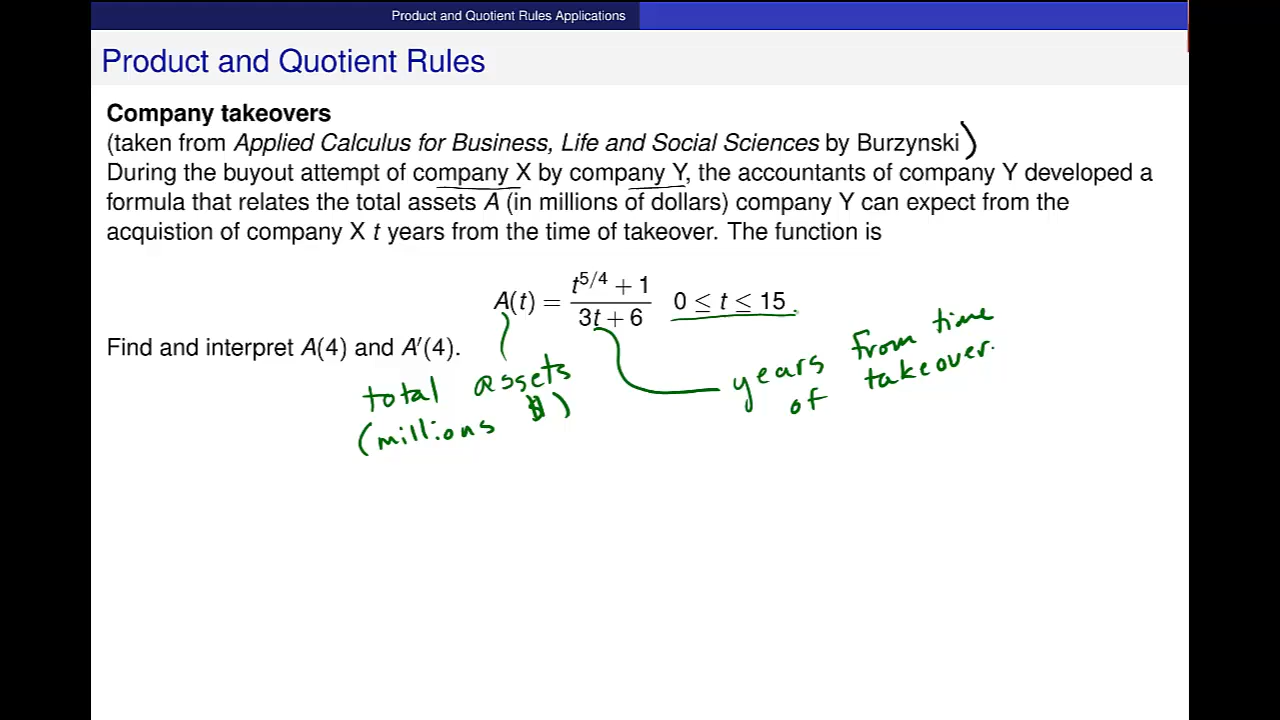 Product and Quotient Rules Applications
Product and Quotient Rules
Company takeovers
(taken from Applied Calculus for Business, Life and Social Sciences by Burzynski)
During the buyout attempt of company X by company Y, the accountants of company Y developed a
formula that relates the total assets A (in millions of dollars) company Y can expect from the
acquistion of company X t years from the time of takeover. The function is
A(t) = (t^{5/4} + 1)/(3t + 6) 0 ≤ t ≤ 15.
Find and interpret A(4) and A′(4).
total assets
(millions $)
years from time
of takeover.